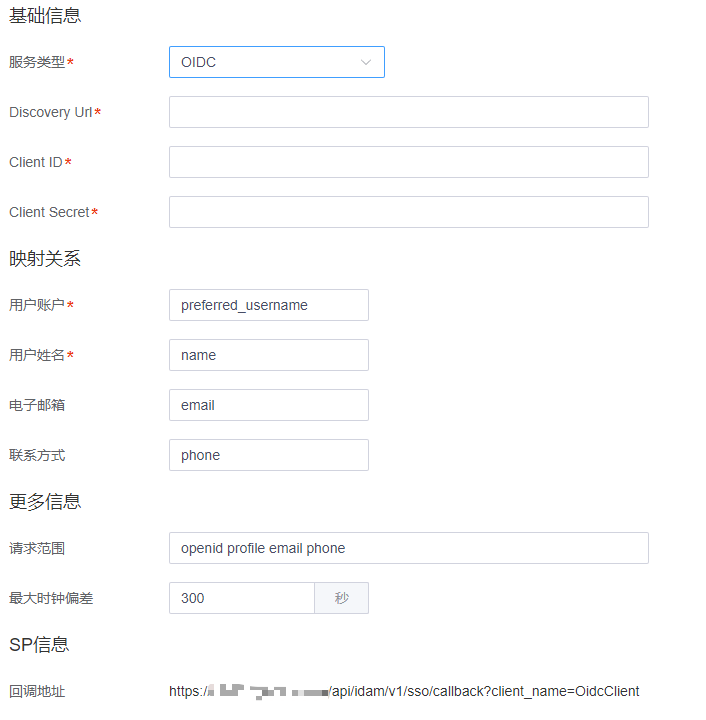 基础信息
服务类型* OIDC
Discovery Url*
Client ID*
Client Secret*
映射关系
用户账户* preferred_username
用户姓名* name
电子邮箱 email
联系方式 phone
更多信息
请求范围 openid profile email phone
最大时钟偏差 300 秒
SP信息
回调地址 https:/ /api/idam/v1/sso/callback?client_name=OidcClient